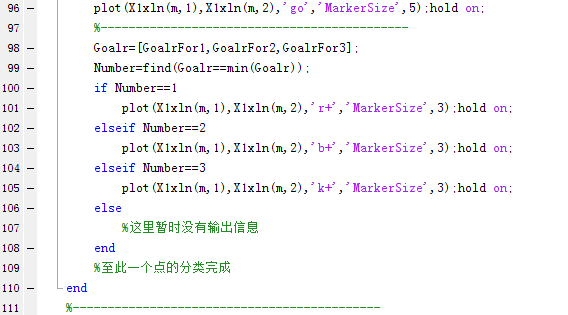 96 — plot(X1xln(m,1),X1xln(m,2),'go','MarkerSize',5);hold on;
97 %--------------------------------------------
98 — Goalr=[GoalrFor1,GoalrFor2,GoalrFor3];
99 — Number=find(Goalr==min(Goalr));
100 — if Number==1
101 — plot(X1xln(m,1),X1xln(m,2),'r+','MarkerSize',3);hold on;
102 — elseif Number==2
103 — plot(X1xln(m,1),X1xln(m,2),'b+','MarkerSize',3);hold on;
104 — elseif Number==3
105 — plot(X1xln(m,1),X1xln(m,2),'k+','MarkerSize',3);hold on;
106 — else
107 %这里暂时没有输出信息
108 — end
109 %至此一个点的分类完成
110 — end
111 %--------------------------------------------